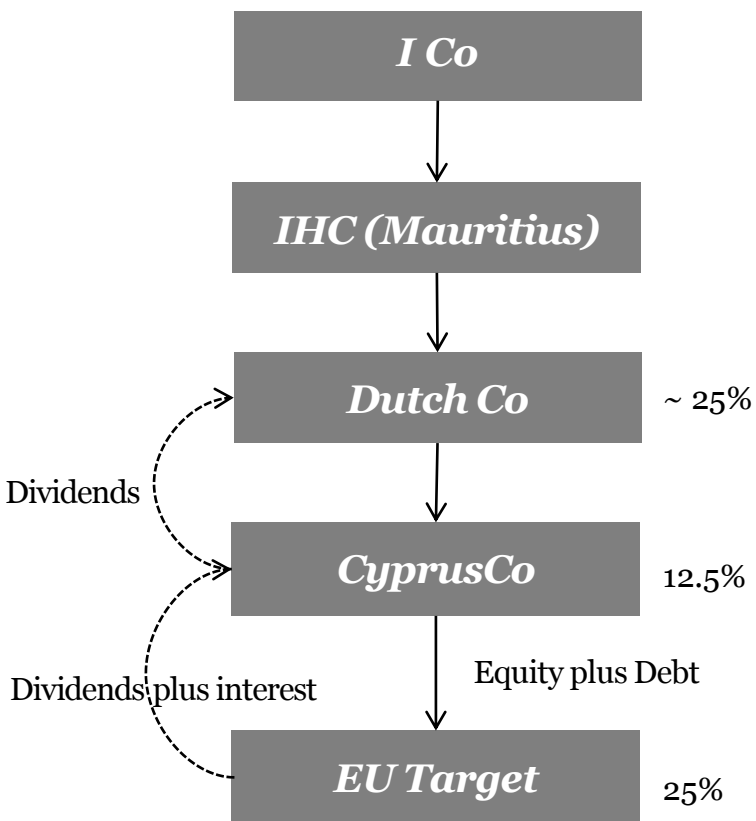 I Co
IHC (Mauritius)
Dutch Co
~ 25%
Dividends
CyprusCo
12.5%
Equity plus Debt
Dividends plus interest
EU Target
25%